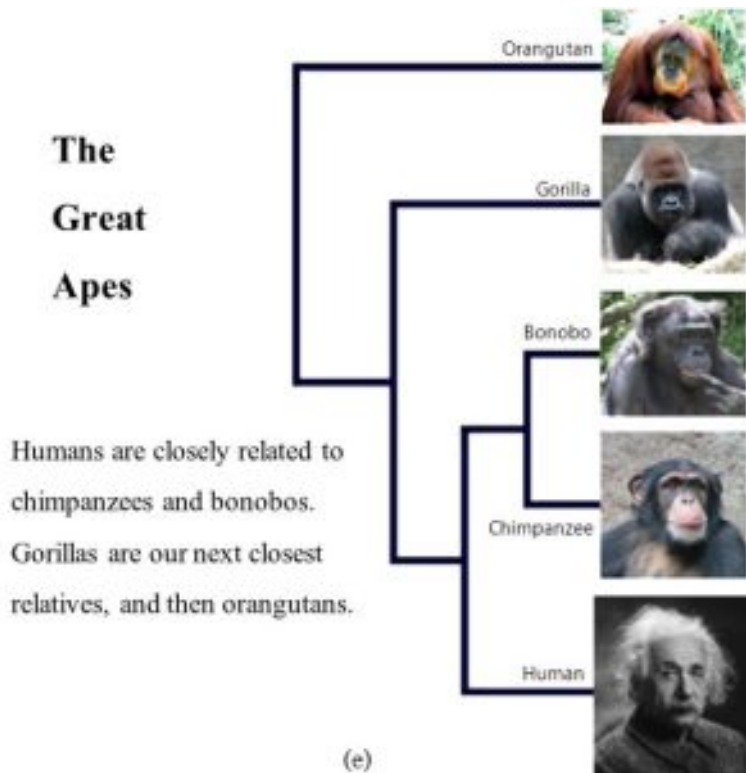 Orangutan
The
Great
Apes
Gorilla
Bonobo
Humans are closely related to
chimpanzees and bonobos.
Gorillas are our next closest
relatives, and then orangutans.
Chimpanzee
Human
(e)